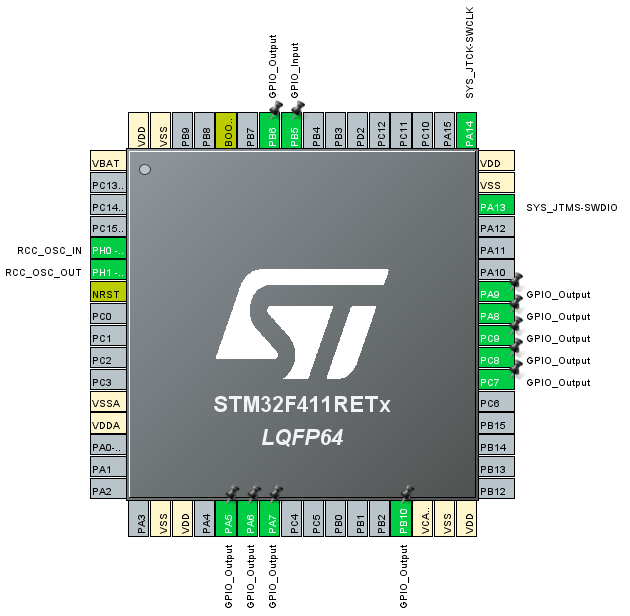 GPIO_Output
GPIO_Input
SYS_JTCK-SWCLK
VDD
VSS
PB9
PB8
BOO..
PB7
PB6
PB5
PB4
PB3
PD2
PC12
PC11
PC10
PA15
PA14
VBAT
PC13..
PC14..
PC15..
RCC_OSC_IN PH0 -..
RCC_OSC_OUT PH1 -..
NRST
PC0
PC1
PC2
PC3
VSSA
VDDA
PA0-..
PA1
PA2
VDD
VSS
PA13 SYS_JTMS-SWDIO
PA12
PA11
PA10
PA9 GPIO_Output
PA8 GPIO_Output
PC9 GPIO_Output
PC8 GPIO_Output
PC7 GPIO_Output
PC6
PB15
PB14
PB13
PB12
ST
STM32F411RETx
LQFP64
PA3
VSS
VDD
PA4
PA5
PA6
PA7
PC4
PC5
PB0
PB1
PB2
PB10
VCA..
VSS
VDD
GPIO_Output
GPIO_Output
GPIO_Output
GPIO_Output